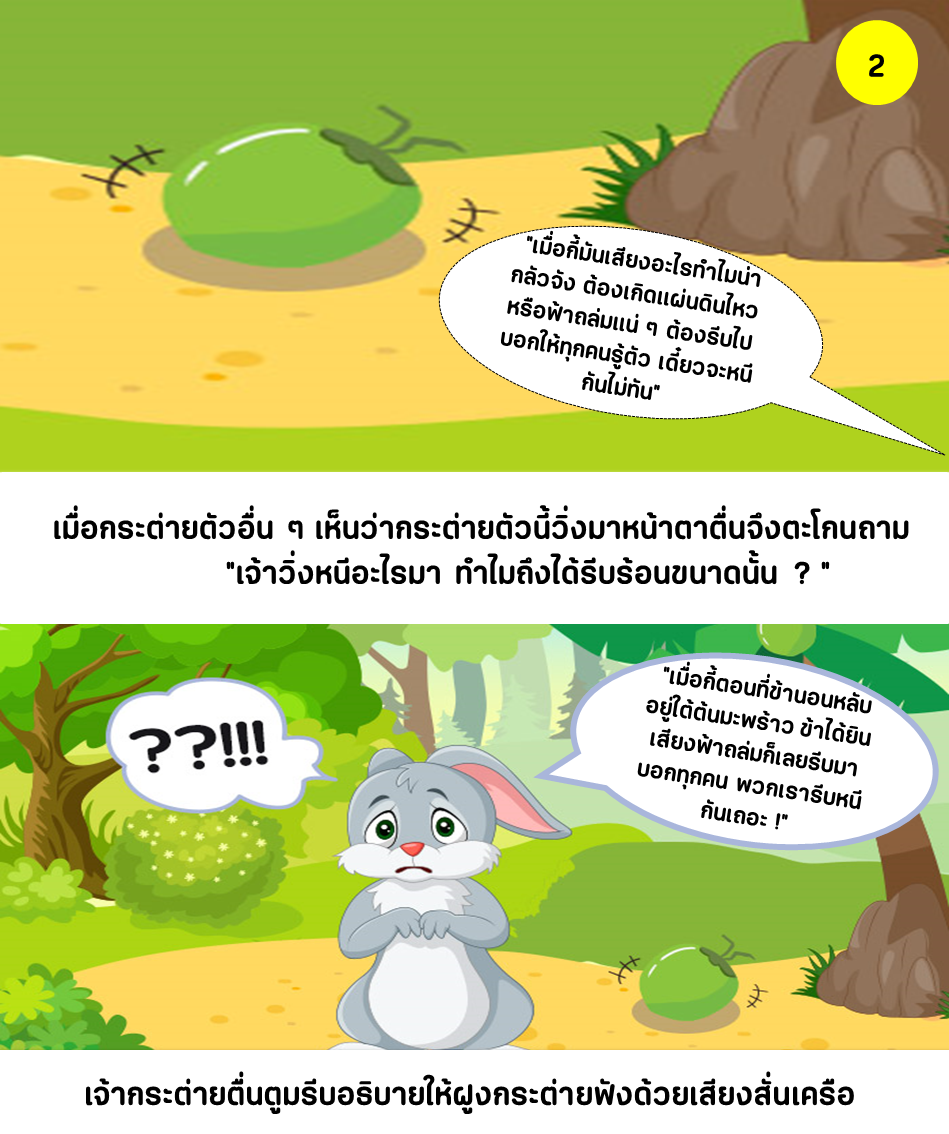 2
"เมื่อกี้มันเสียงอะไรทำไมน่า
กลัวจัง ต้องเกิดแผ่นดินไหว
หรือฟ้าถล่มแน่ ๆ ต้องรีบไป
บอกให้ทุกคนรู้ตัว เดี๋ยวจะหนี
กันไม่ทัน"
เมื่อกระต่ายตัวอื่น ๆ เห็นว่ากระต่ายตัวนี้วิ่งมาหน้าตาตื่นจึงตะโกนถาม
"เจ้าวิ่งหนีอะไรมา ทำไมถึงได้รีบร้อนขนาดนั้น ? "
??!!!
"เมื่อกี้ตอนที่ข้านอนหลับ
อยู่ใต้ต้นมะพร้าว ข้าได้ยิน
เสียงฟ้าถล่มก็เลยรีบมา
บอกทุกคน พวกเรารีบหนี
กันเถอะ !"
เจ้ากระต่ายตื่นตูมรีบอธิบายให้ฝูงกระต่ายฟังด้วยเสียงสั่นเครือ